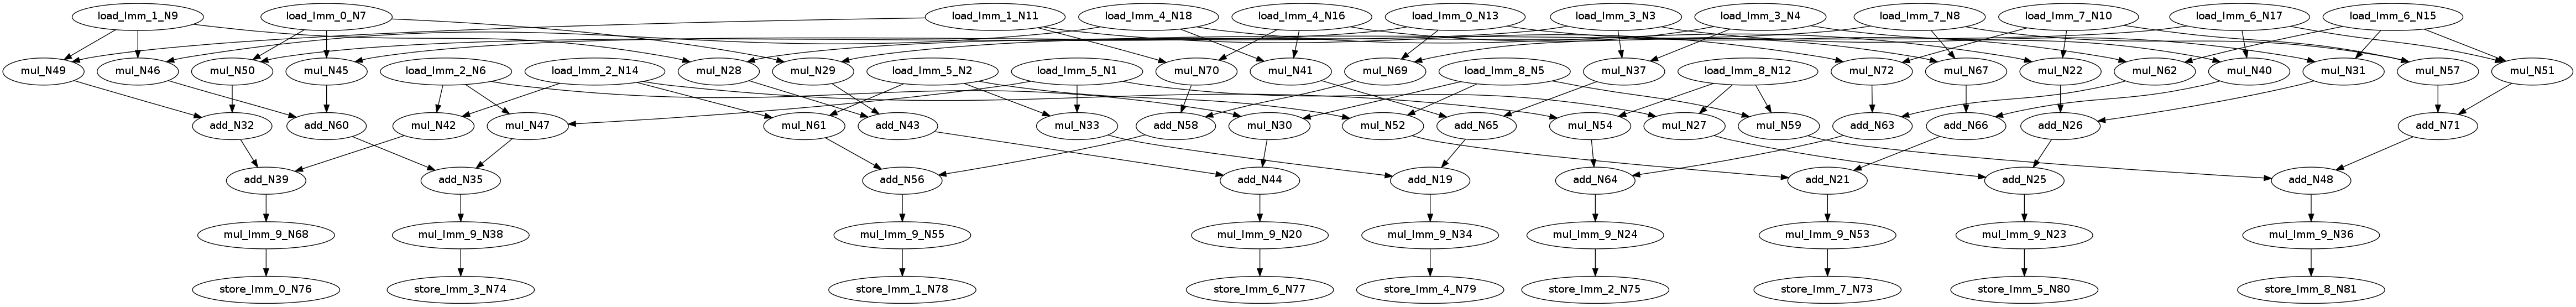 load_Imm_1_N9 load_Imm_0_N7 load_Imm_1_N11 load_Imm_4_N18 load_Imm_4_N16 load_Imm_0_N13 load_Imm_3_N3 load_Imm_3_N4 load_Imm_7_N8 load_Imm_7_N10 load_Imm_6_N17 load_Imm_6_N15
mul_N49 mul_N46 mul_N50 mul_N45 load_Imm_2_N6 load_Imm_2_N14 mul_N28 mul_N29 load_Imm_5_N2 load_Imm_5_N1 mul_N70 mul_N41 mul_N69 load_Imm_8_N5 mul_N37 load_Imm_8_N12 mul_N72 mul_N67 mul_N22 mul_N62 mul_N40 mul_N31 mul_N57 mul_N51
add_N32 add_N60 mul_N42 mul_N47 mul_N61 add_N43 mul_N33 add_N58 mul_N30 mul_N52 add_N65 mul_N54 mul_N27 mul_N59 add_N63 add_N66 add_N26 add_N71
add_N39 add_N35 add_N56 add_N44 add_N19 add_N64 add_N21 add_N25 add_N48
mul_Imm_9_N68 mul_Imm_9_N38 mul_Imm_9_N55 mul_Imm_9_N20 mul_Imm_9_N34 mul_Imm_9_N24 mul_Imm_9_N53 mul_Imm_9_N23 mul_Imm_9_N36
store_Imm_0_N76 store_Imm_3_N74 store_Imm_1_N78 store_Imm_6_N77 store_Imm_4_N79 store_Imm_2_N75 store_Imm_7_N73 store_Imm_5_N80 store_Imm_8_N81